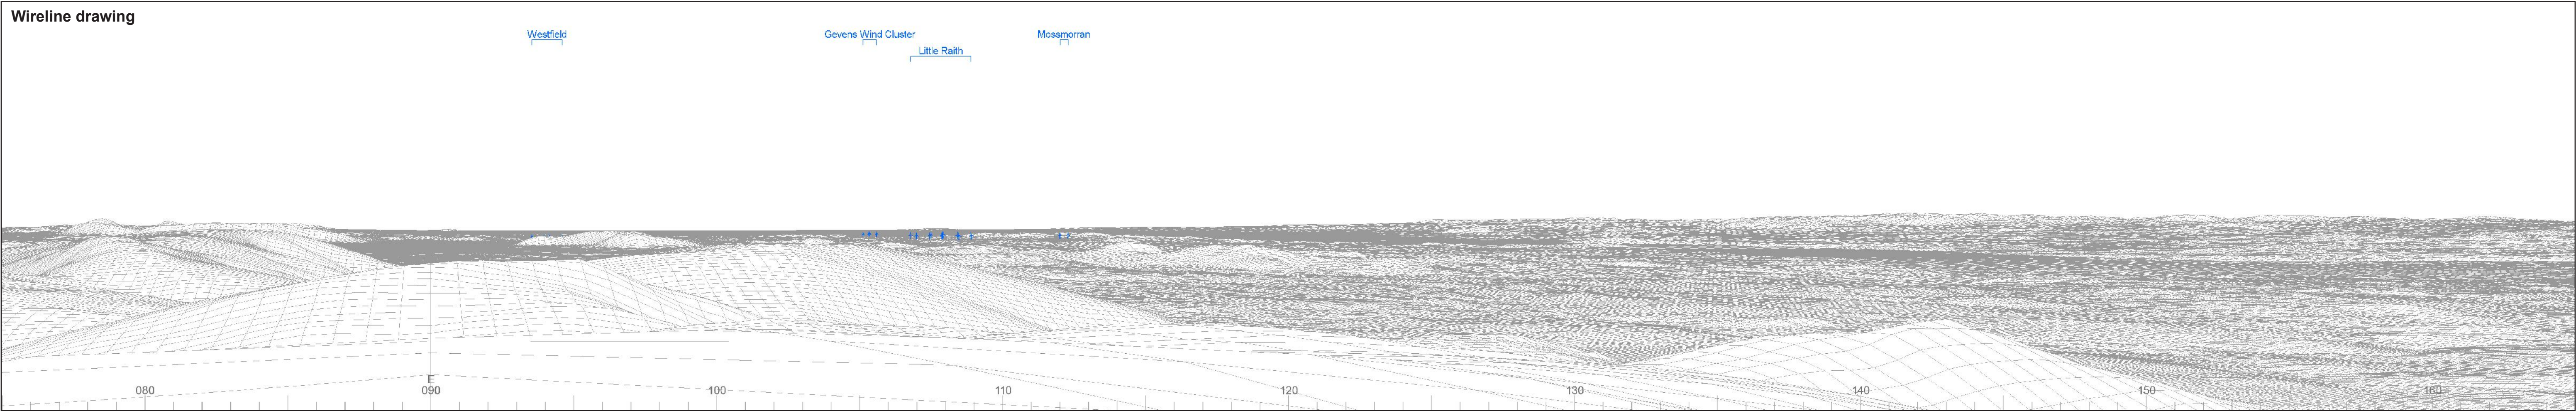 Wireline drawing
Westfield
Gevens Wind Cluster
Mossmorran
Little Raith
E
080 090 100 110 120 130 140 150 160